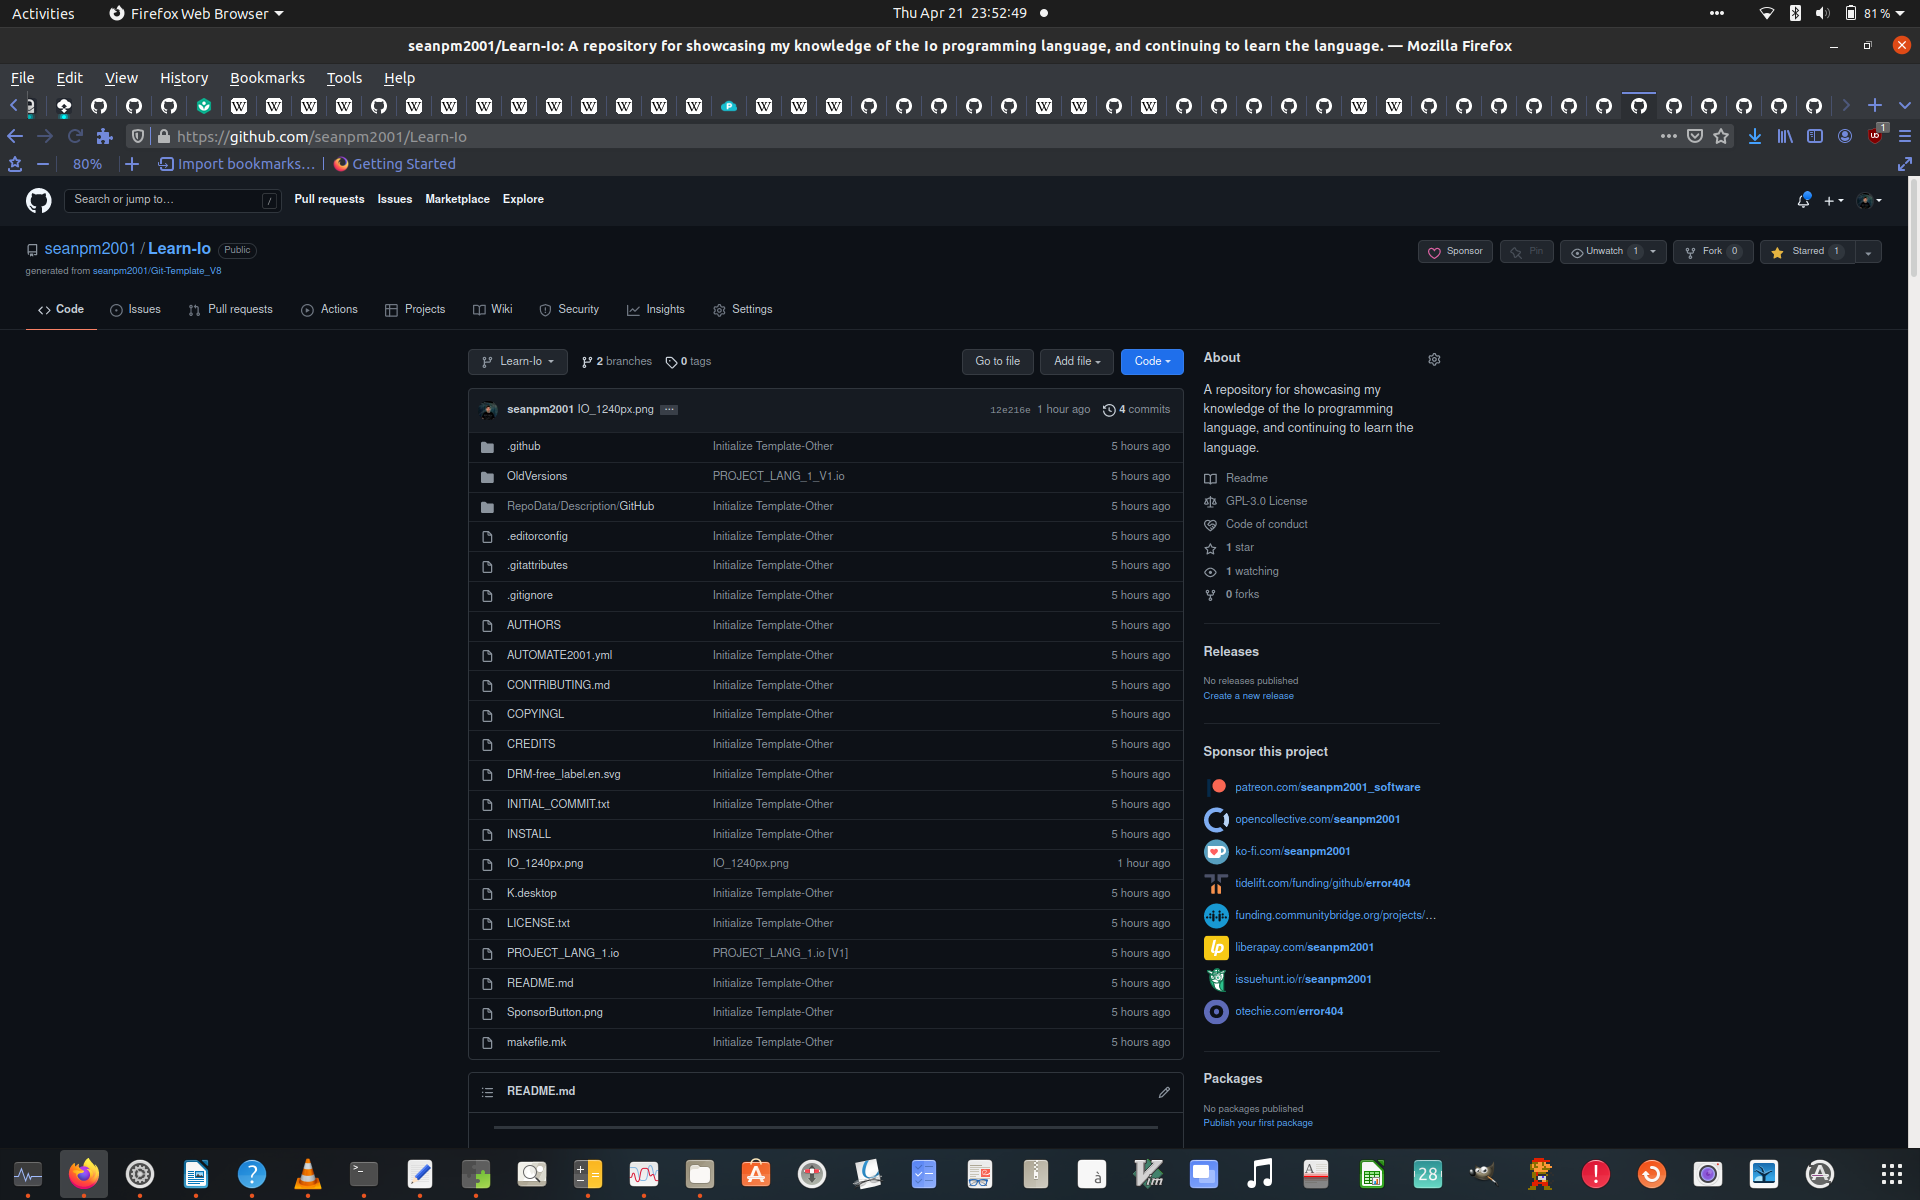 Activities
Firefox Web Browser
Thu Apr 21 23:52:49
81 %
seanpm2001/Learn-Io: A repository for showcasing my knowledge of the Io programming language, and continuing to learn the language. — Mozilla Firefox
File Edit View History Bookmarks Tools Help
https://github.com/seanpm2001/Learn-Io
1
80% Import bookmarks... Getting Started
Search or jump to... /
Pull requests Issues Marketplace Explore
seanpm2001 / Learn-Io Public
generated from seanpm2001/Git-Template_V8
Sponsor Pin Unwatch 1 Fork 0 Starred 1
Code Issues Pull requests Actions Projects Wiki Security Insights Settings
Learn-Io 2 branches 0 tags Go to file Add file Code
seanpm2001 IO_1240px.png 12e216e 1 hour ago 4 commits
.github Initialize Template-Other 5 hours ago
OldVersions PROJECT_LANG_1_V1.io 5 hours ago
RepoData/Description/GitHub Initialize Template-Other 5 hours ago
.editorconfig Initialize Template-Other 5 hours ago
.gitattributes Initialize Template-Other 5 hours ago
.gitignore Initialize Template-Other 5 hours ago
AUTHORS Initialize Template-Other 5 hours ago
AUTOMATE2001.yml Initialize Template-Other 5 hours ago
CONTRIBUTING.md Initialize Template-Other 5 hours ago
COPYINGL Initialize Template-Other 5 hours ago
CREDITS Initialize Template-Other 5 hours ago
DRM-free_label.en.svg Initialize Template-Other 5 hours ago
INITIAL_COMMIT.txt Initialize Template-Other 5 hours ago
INSTALL Initialize Template-Other 5 hours ago
IO_1240px.png IO_1240px.png 1 hour ago
K.desktop Initialize Template-Other 5 hours ago
LICENSE.txt Initialize Template-Other 5 hours ago
PROJECT_LANG_1.io PROJECT_LANG_1.io [V1] 5 hours ago
README.md Initialize Template-Other 5 hours ago
SponsorButton.png Initialize Template-Other 5 hours ago
makefile.mk Initialize Template-Other 5 hours ago
README.md
About
A repository for showcasing my
knowledge of the Io programming
language, and continuing to learn the
language.
Readme
GPL-3.0 License
Code of conduct
1 star
1 watching
0 forks
Releases
No releases published
Create a new release
Sponsor this project
patreon.com/seanpm2001_software
opencollective.com/seanpm2001
ko-fi.com/seanpm2001
tidelift.com/funding/github/error404
funding.communitybridge.org/projects/...
liberapay.com/seanpm2001
issuehunt.io/r/seanpm2001
otechie.com/error404
Packages
No packages published
Publish your first package
28